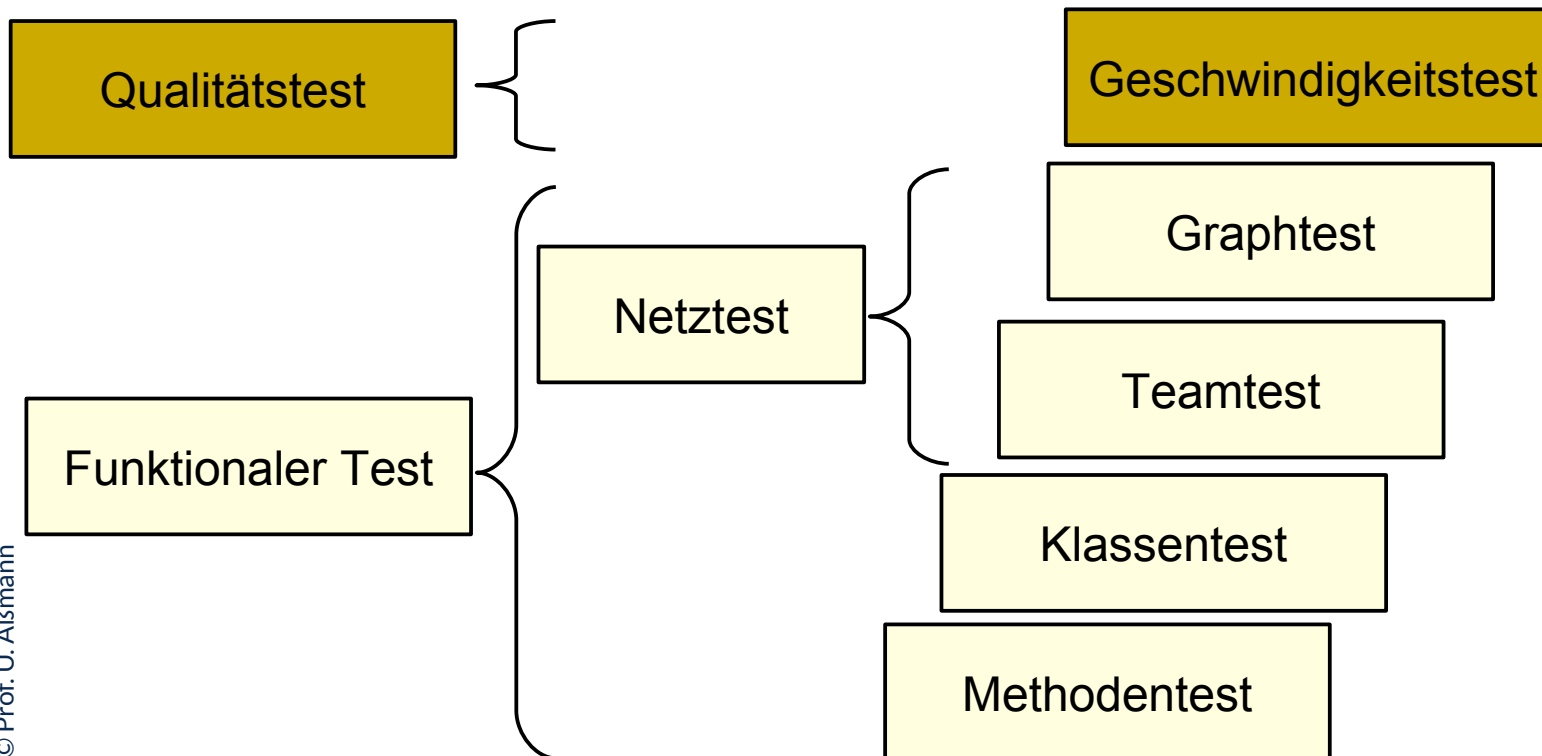 Qualitätstest
Geschwindigkeitstest
Graphtest
Netztest
Teamtest
Funktionaler Test
Klassentest
Methodentest
© Prof. U. Aßmann